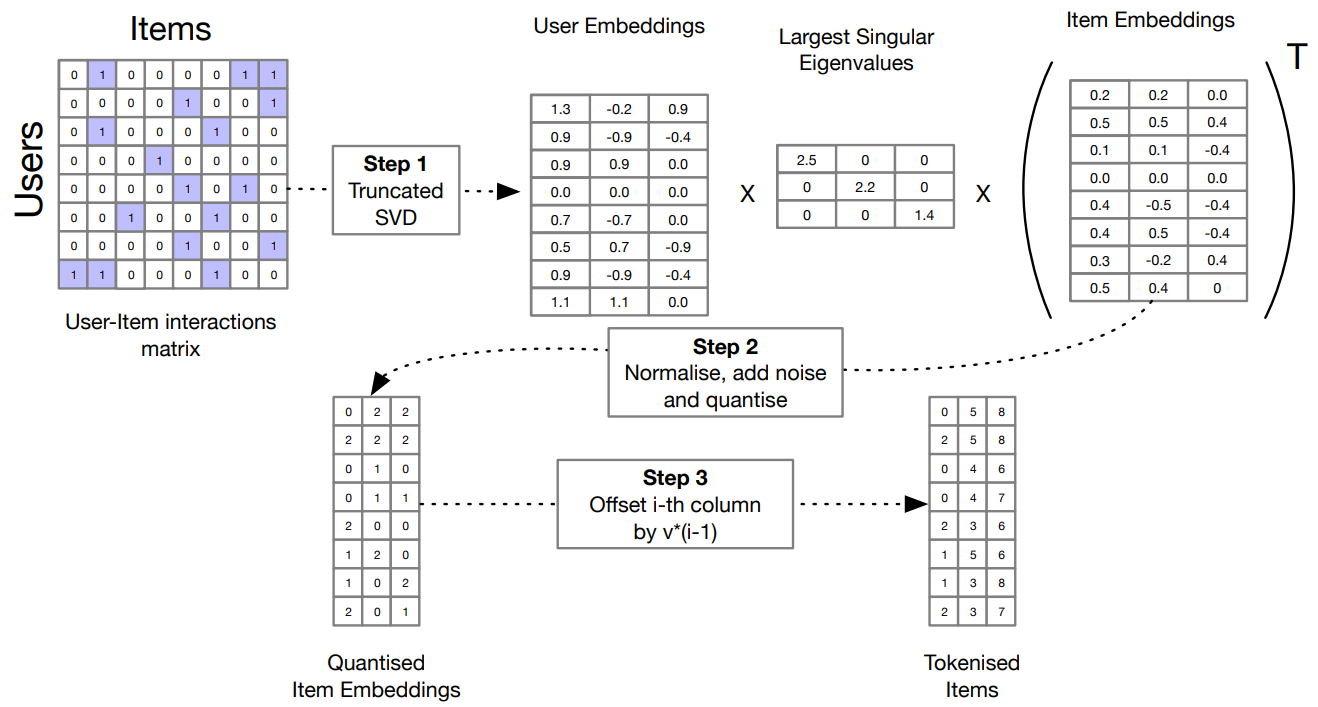 Items
Users
0 1 0 0 0 0 1 1
0 0 0 0 1 0 0 1
0 1 0 0 0 1 0 0
0 0 0 1 0 0 0 0
0 0 0 0 1 0 1 0
0 0 1 0 0 1 0 0
0 0 0 0 1 0 0 1
1 1 0 0 0 1 0 0
User-Item interactions
matrix
Step 1
Truncated
SVD
User Embeddings
1.3 -0.2 0.9
0.9 -0.9 -0.4
0.9 0.9 0.0
0.0 0.0 0.0
0.7 -0.7 0.0
0.5 0.7 -0.9
0.9 -0.9 -0.4
1.1 1.1 0.0
X
Largest Singular
Eigenvalues
2.5 0 0
0 2.2 0
0 0 1.4
X
Item Embeddings
T
0.2 0.2 0.0
0.5 0.5 0.4
0.1 0.1 -0.4
0.0 0.0 0.0
0.4 -0.5 -0.4
0.4 0.5 -0.4
0.3 -0.2 0.4
0.5 0.4 0
Step 2
Normalise, add noise
and quantise
0 2 2
2 2 2
0 1 0
0 1 1
2 0 0
1 2 0
1 0 2
2 0 1
Quantised
Item Embeddings
Step 3
Offset i-th column
by v*(i-1)
0 5 8
2 5 8
0 4 6
0 4 7
2 3 6
1 5 6
1 3 8
2 3 7
Tokenised
Items